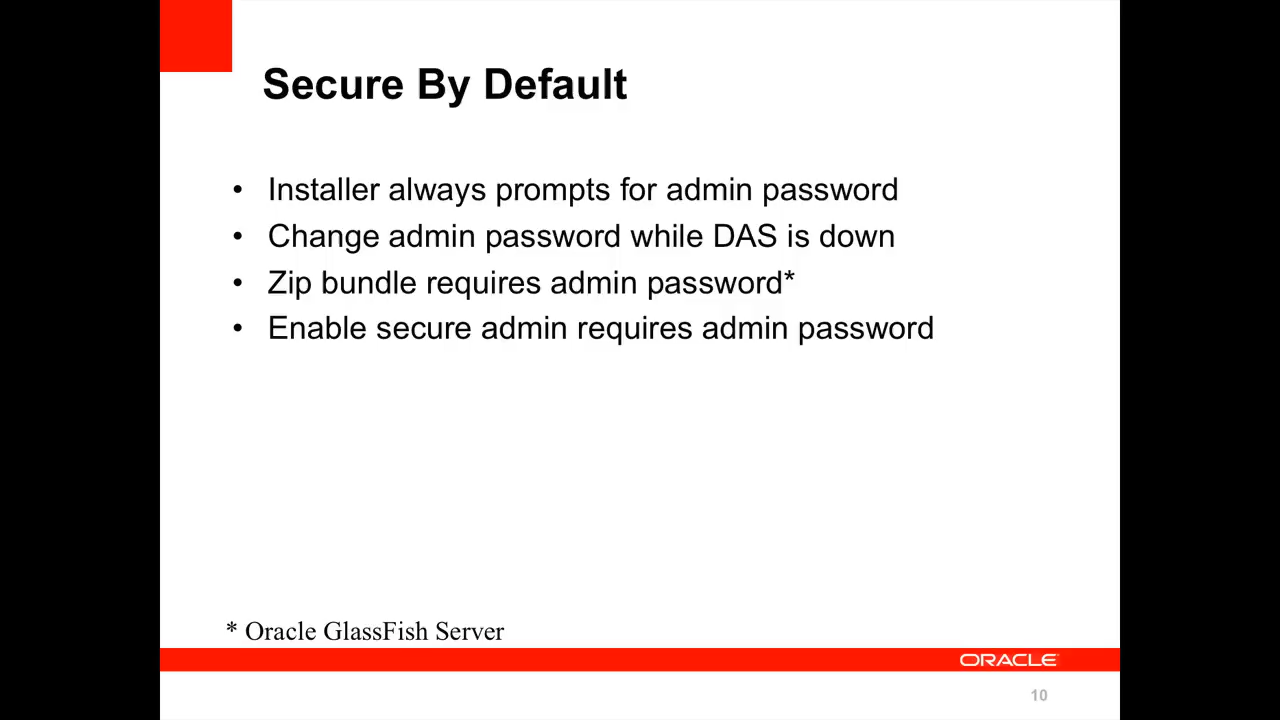 Secure By Default
• Installer always prompts for admin password
• Change admin password while DAS is down
• Zip bundle requires admin password*
• Enable secure admin requires admin password
* Oracle GlassFish Server
ORACLE
10